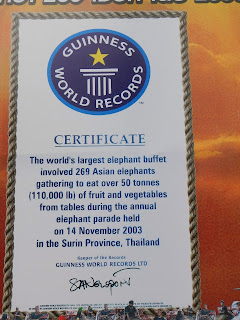 GUINNESS
WORLD RECORDS
™
CERTIFICATE
The world's largest elephant buffet
involved 269 Asian elephants
gathering to eat over 50 tonnes
(110,000 lb) of fruit and vegetables
from tables during the annual
elephant parade held
on 14 November 2003
in the Surin Province, Thailand
Keeper of the Records
GUINNESS WORLD RECORDS LTD